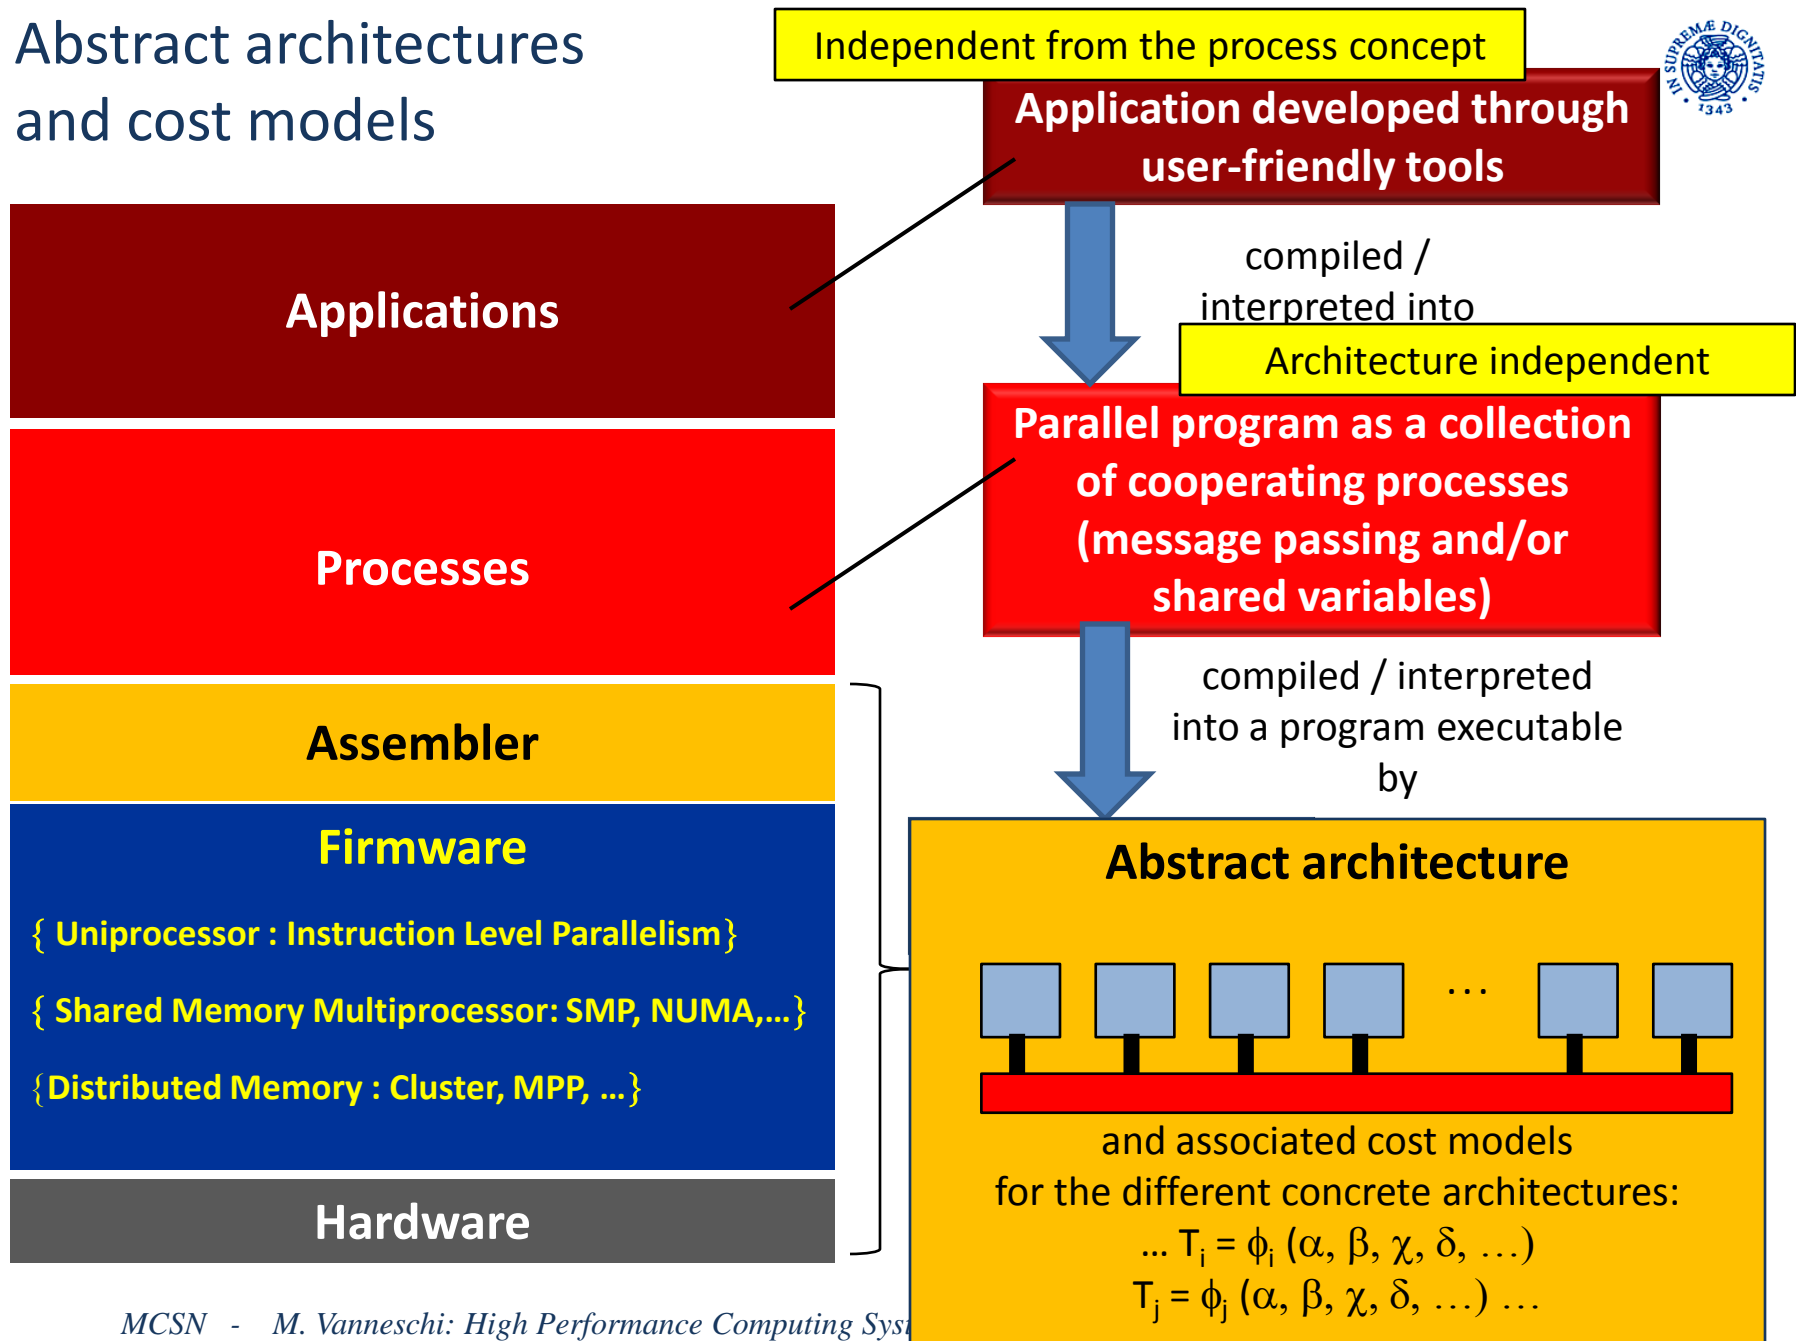 Abstract architectures
and cost models
Independent from the process concept
IN SUPREMÆ DIGNITATIS
1343
Application developed through
user-friendly tools
compiled /
interpreted into
Architecture independent
Applications
Parallel program as a collection
of cooperating processes
(message passing and/or
shared variables)
Processes
compiled / interpreted
into a program executable
by
Assembler
Firmware
{ Uniprocessor : Instruction Level Parallelism}
{ Shared Memory Multiprocessor: SMP, NUMA,...}
{Distributed Memory : Cluster, MPP, ...}
Hardware
Abstract architecture
...
and associated cost models
for the different concrete architectures:
... Ti = ϕi (α, β, χ, δ, ...)
Tj = ϕj (α, β, χ, δ, ...) ...
MCSN - M. Vanneschi: High Performance Computing